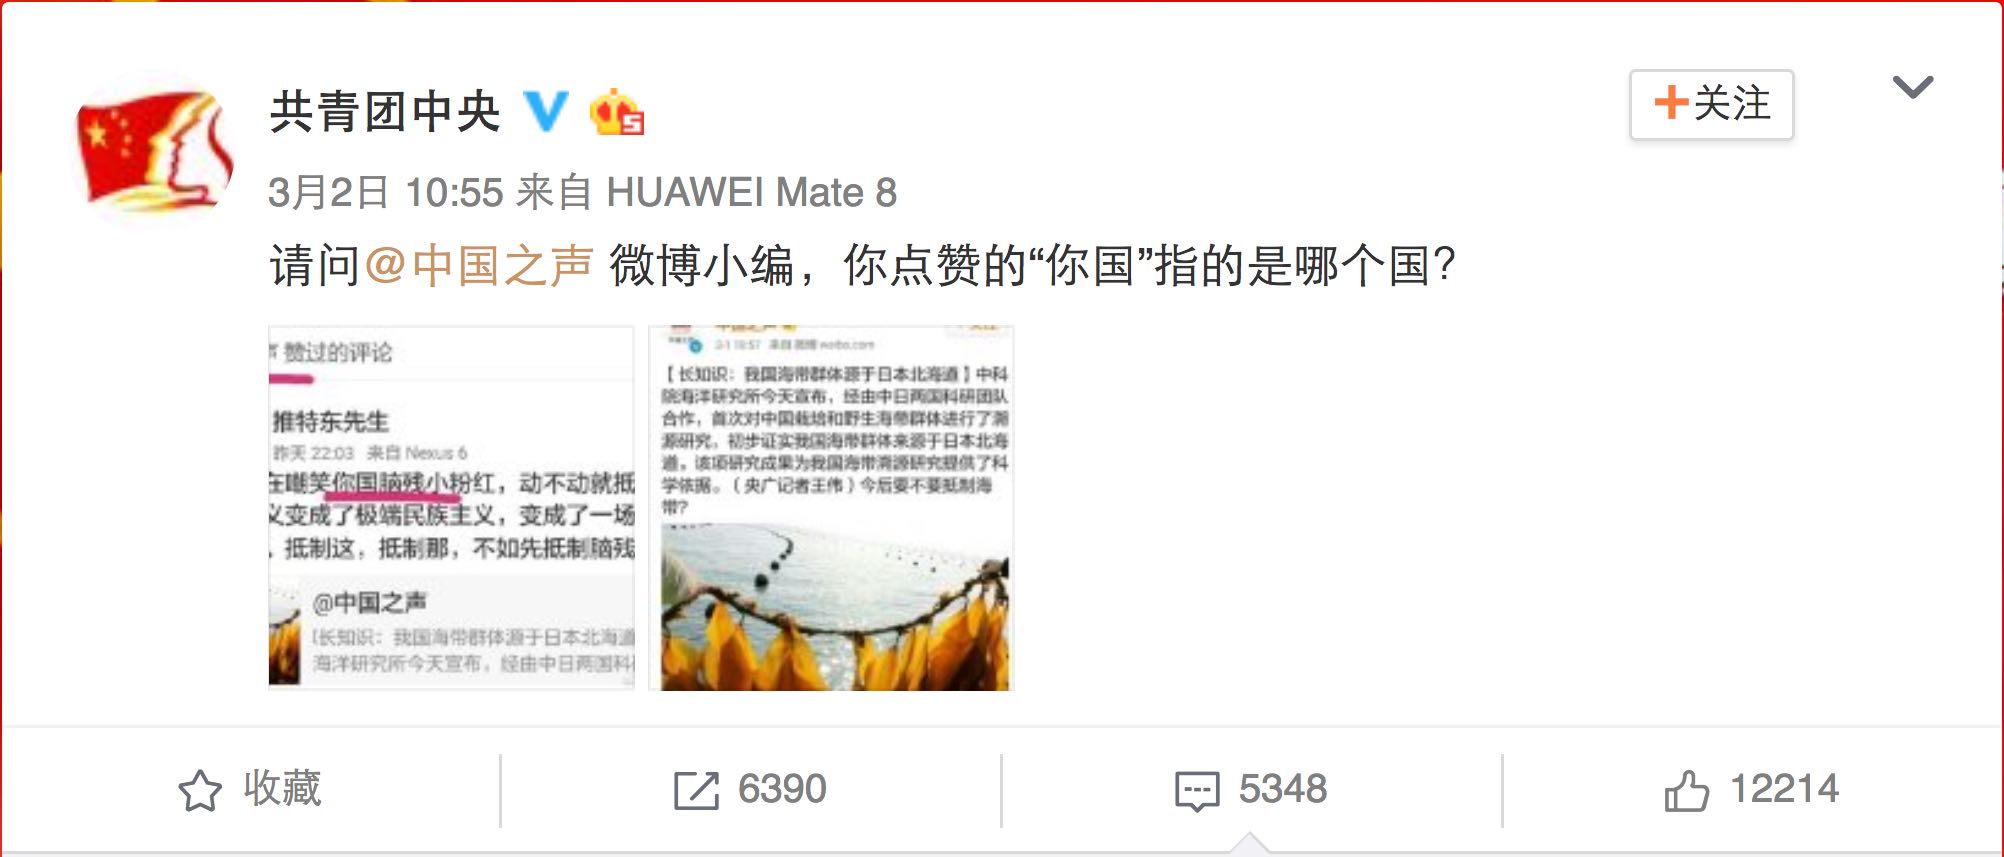 共青团中央
3月2日 10:55 来自 HUAWEI Mate 8
+关注
请问@中国之声 微博小编，你点赞的“你国”指的是哪个国？
赞过的评论
推特东先生
昨天 22:03 来自 Nexus 6
在嘲笑你国脑残小粉红，动不动就抵
义变成了极端民族主义，变成了一场
，抵制这，抵制那，不如先抵制脑残
@中国之声
【长知识：我国海带群体源于日本北海道
海洋研究所今天宣布，经由中日两国科
中国之声
3-1 18:57 来自 微博 weibo.com
【长知识：我国海带群体源于日本北海道】中科
院海洋研究所今天宣布，经由中日两国科研团队
合作，首次对中国栽培和野生海带群体进行了溯
源研究，初步证实我国海带群体来源于日本北海
道。该项研究成果为我国海带溯源研究提供了科
学依据。（央广记者王伟）今后要不要抵制海
带？
收藏
6390
5348
12214